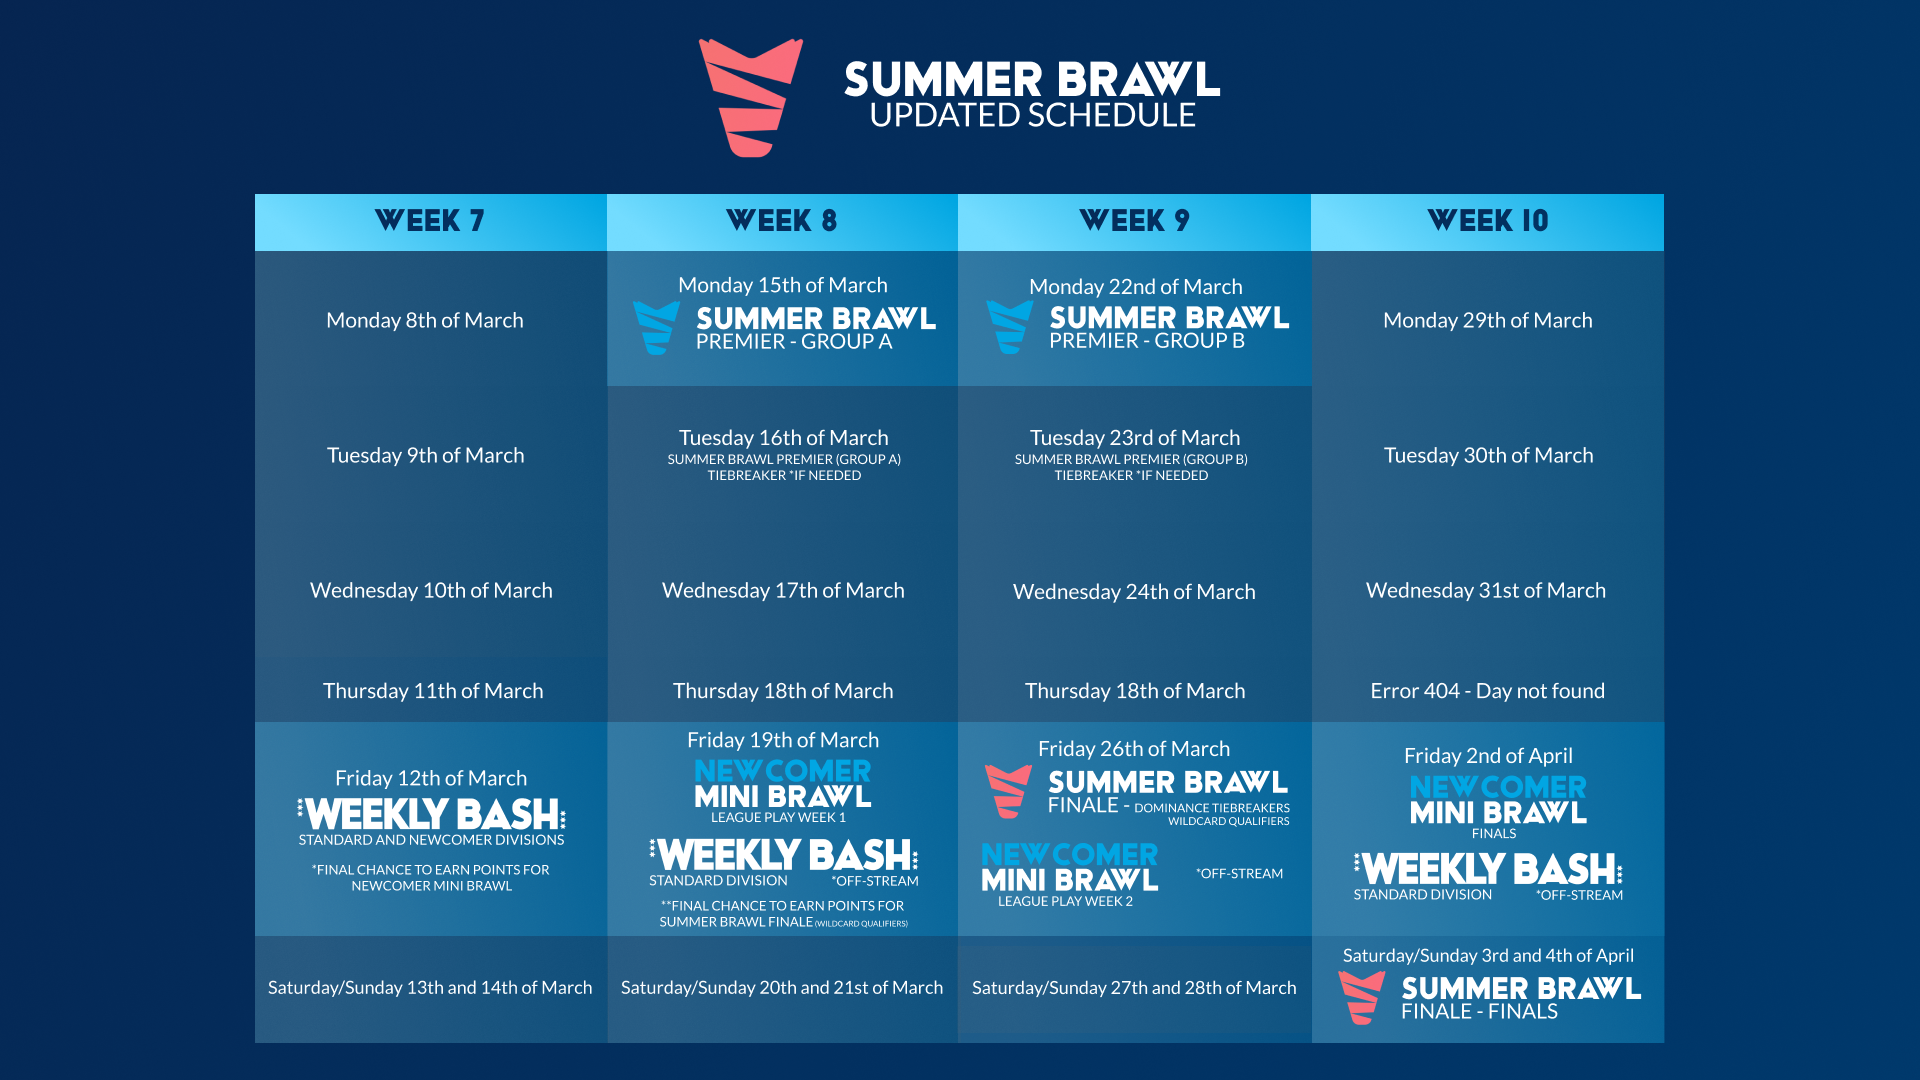 SUMMER BRAWL
UPDATED SCHEDULE
WEEK 7
WEEK 8
WEEK 9
WEEK 10
Monday 8th of March
Monday 15th of March
SUMMER BRAWL
PREMIER - GROUP A
Monday 22nd of March
SUMMER BRAWL
PREMIER - GROUP B
Monday 29th of March
Tuesday 9th of March
Tuesday 16th of March
SUMMER BRAWL PREMIER (GROUP A)
TIEBREAKER *IF NEEDED
Tuesday 23rd of March
SUMMER BRAWL PREMIER (GROUP B)
TIEBREAKER *IF NEEDED
Tuesday 30th of March
Wednesday 10th of March
Wednesday 17th of March
Wednesday 24th of March
Wednesday 31st of March
Thursday 11th of March
Thursday 18th of March
Thursday 18th of March
Error 404 - Day not found
Friday 12th of March
WEEKLY BASH
STANDARD AND NEWCOMER DIVISIONS
*FINAL CHANCE TO EARN POINTS FOR
NEWCOMER MINI BRAWL
Friday 19th of March
NEWCOMER
MINI BRAWL
LEAGUE PLAY WEEK 1
WEEKLY BASH
STANDARD DIVISION *OFF-STREAM
**FINAL CHANCE TO EARN POINTS FOR
SUMMER BRAWL FINALE (WILDCARD QUALIFIERS)
Friday 26th of March
SUMMER BRAWL
FINALE - DOMINANCE TIEBREAKERS
WILDCARD QUALIFIERS
NEWCOMER
MINI BRAWL *OFF-STREAM
LEAGUE PLAY WEEK 2
Friday 2nd of April
NEWCOMER
MINI BRAWL
FINALS
WEEKLY BASH
STANDARD DIVISION *OFF-STREAM
Saturday/Sunday 13th and 14th of March
Saturday/Sunday 20th and 21st of March
Saturday/Sunday 27th and 28th of March
Saturday/Sunday 3rd and 4th of April
SUMMER BRAWL
FINALE - FINALS